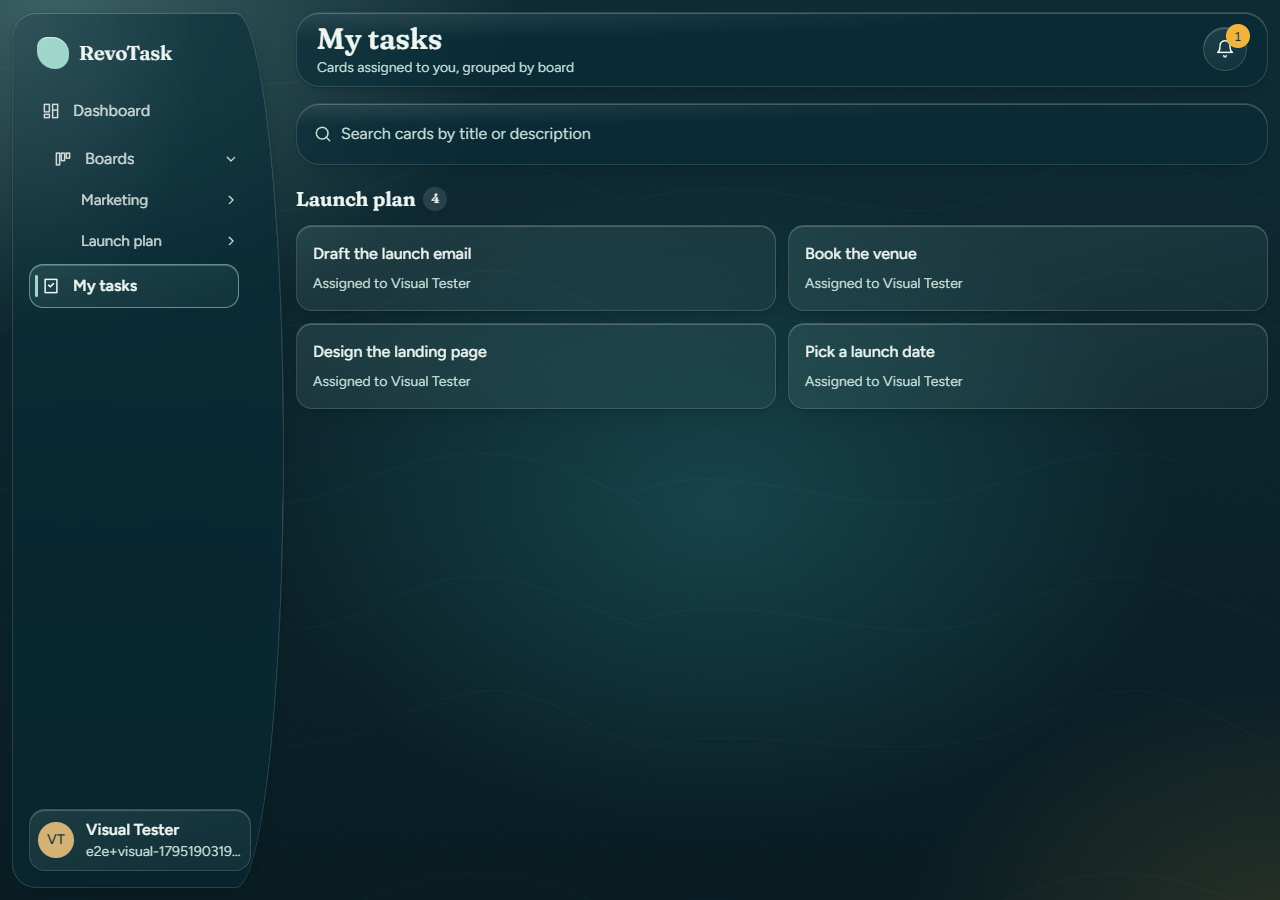 RevoTask
Dashboard
Boards
Marketing
Launch plan
My tasks
Visual Tester
e2e+visual-1795190319…
VT
My tasks
Cards assigned to you, grouped by board
1
Search cards by title or description
Launch plan 4
Draft the launch email
Assigned to Visual Tester
Book the venue
Assigned to Visual Tester
Design the landing page
Assigned to Visual Tester
Pick a launch date
Assigned to Visual Tester